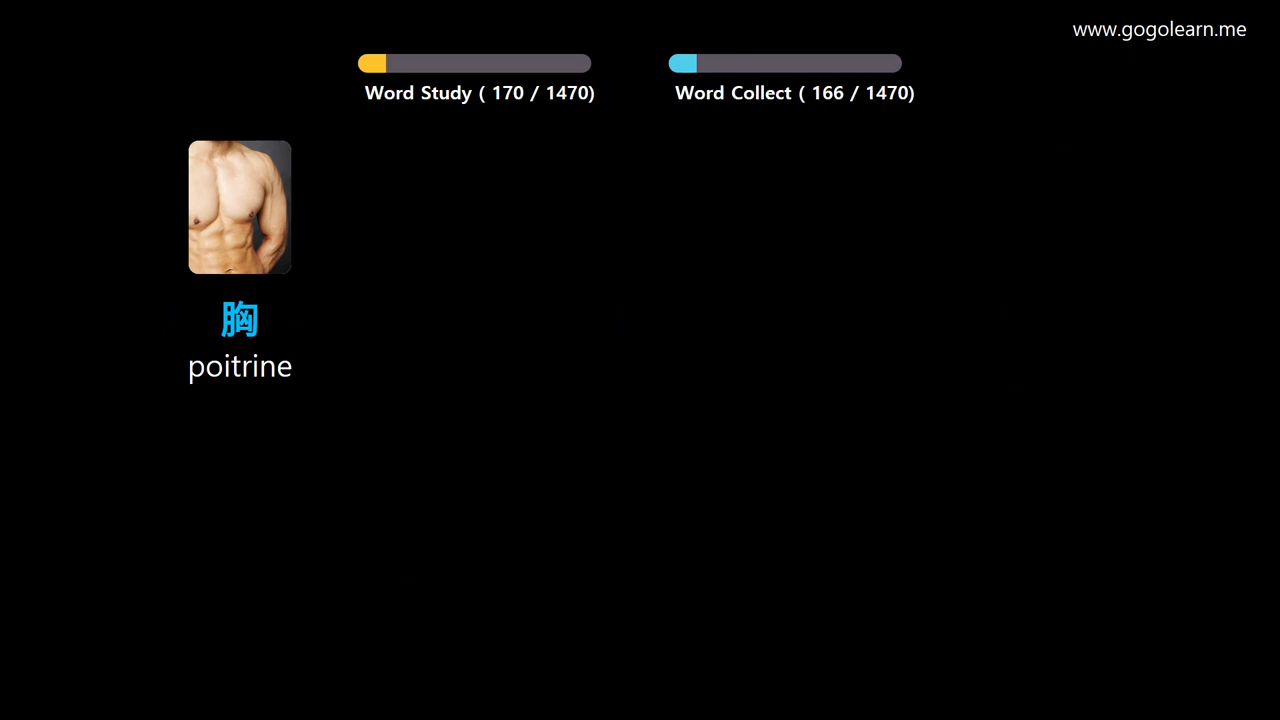 www.gogolearn.me
Word Study ( 170 / 1470)
Word Collect ( 166 / 1470)
胸
poitrine